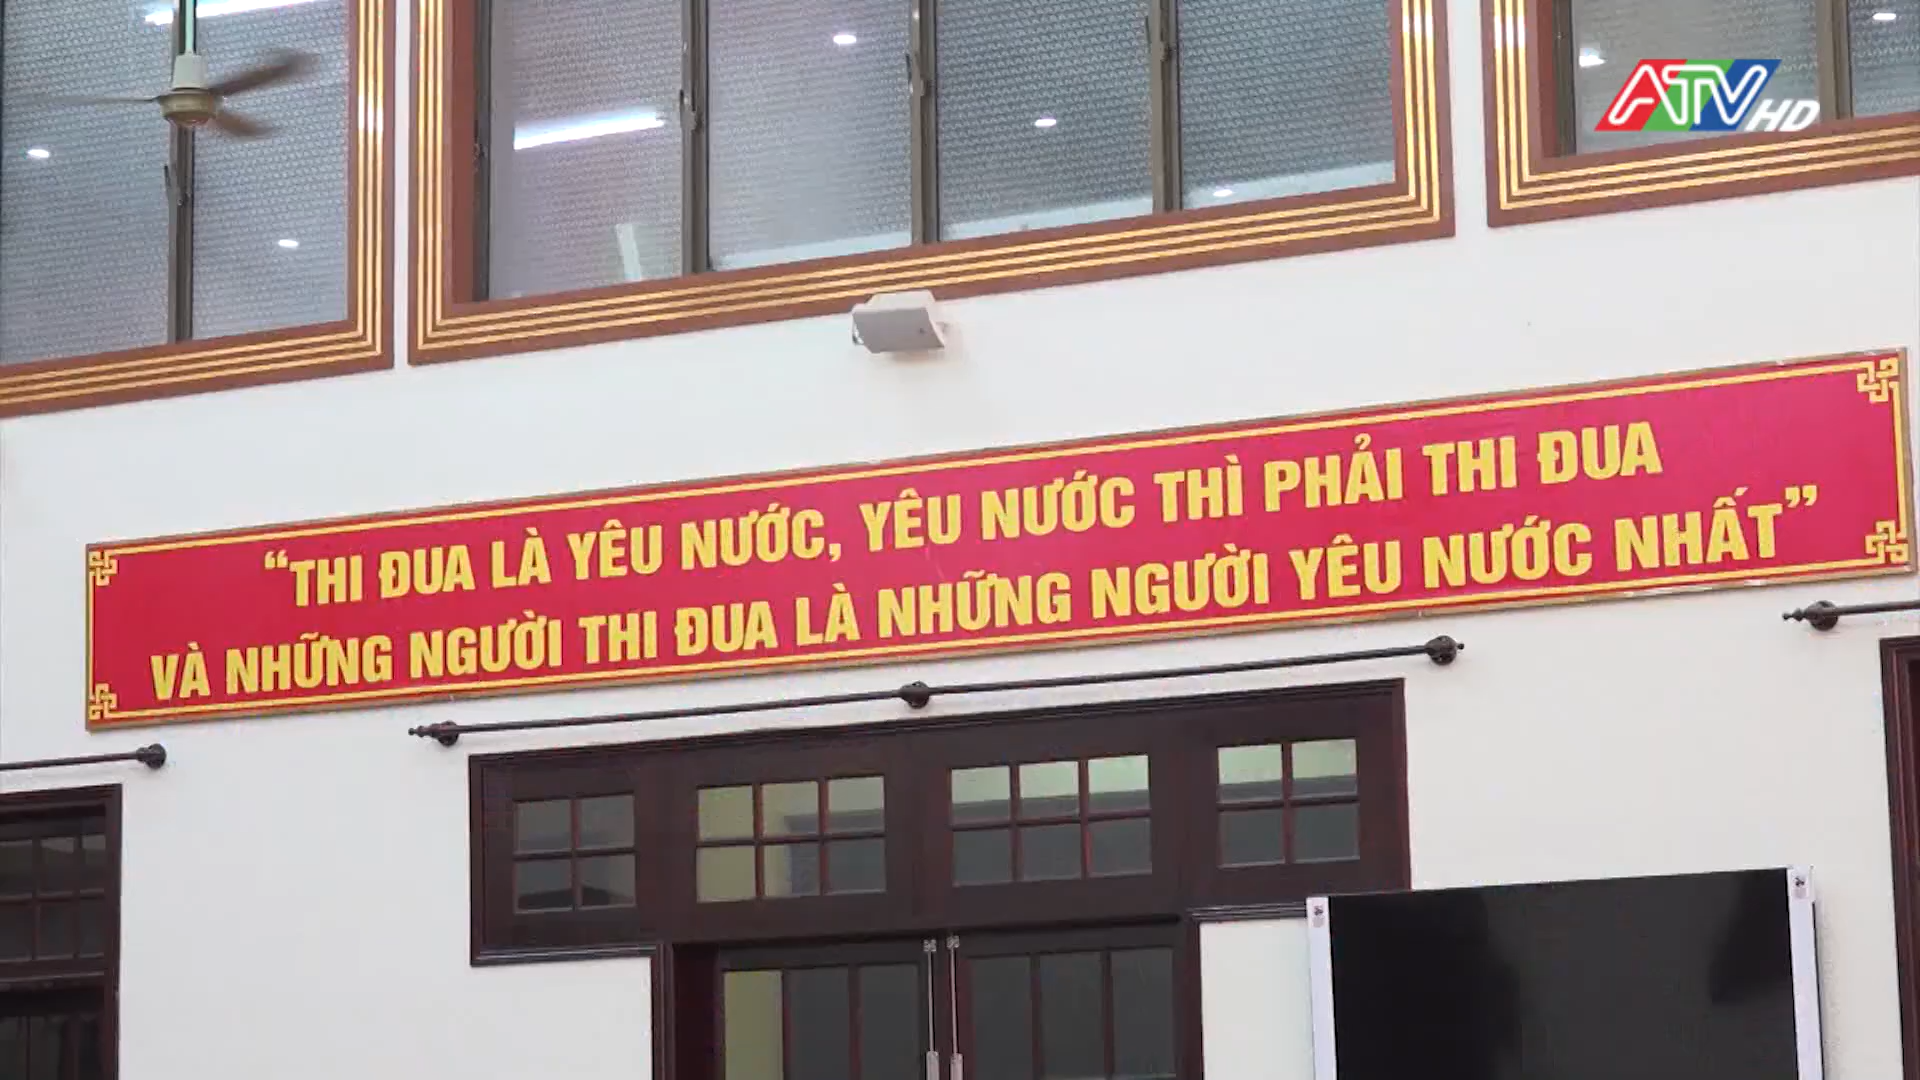 ATV HD
“THI ĐUA LÀ YÊU NƯỚC, YÊU NƯỚC THÌ PHẢI THI ĐUA
VÀ NHỮNG NGƯỜI THI ĐUA LÀ NHỮNG NGƯỜI YÊU NƯỚC NHẤT”